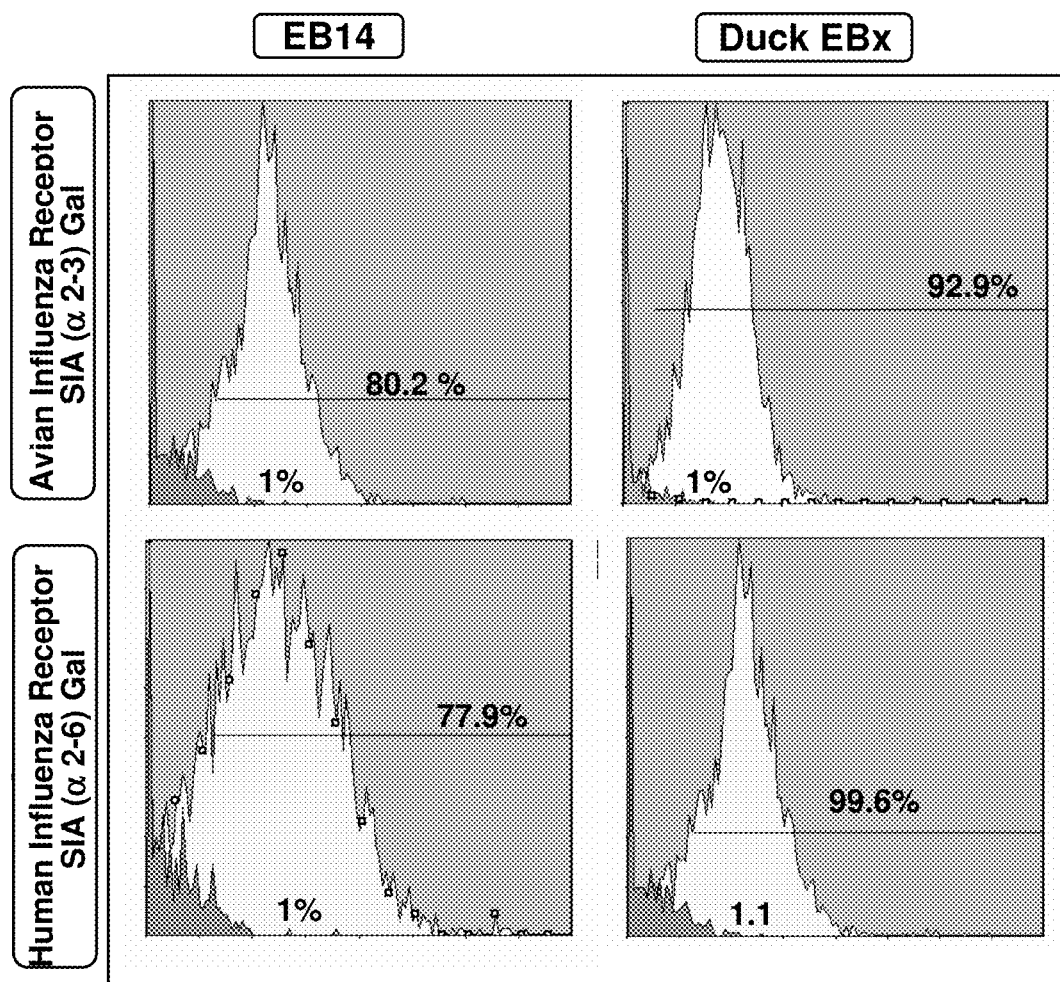 EB14
Duck EBx
Avian Influenza Receptor
SIA (α 2-3) Gal
80.2 %
1%
92.9%
1%
Human Influenza Receptor
SIA (α 2-6) Gal
77.9%
1%
99.6%
1.1